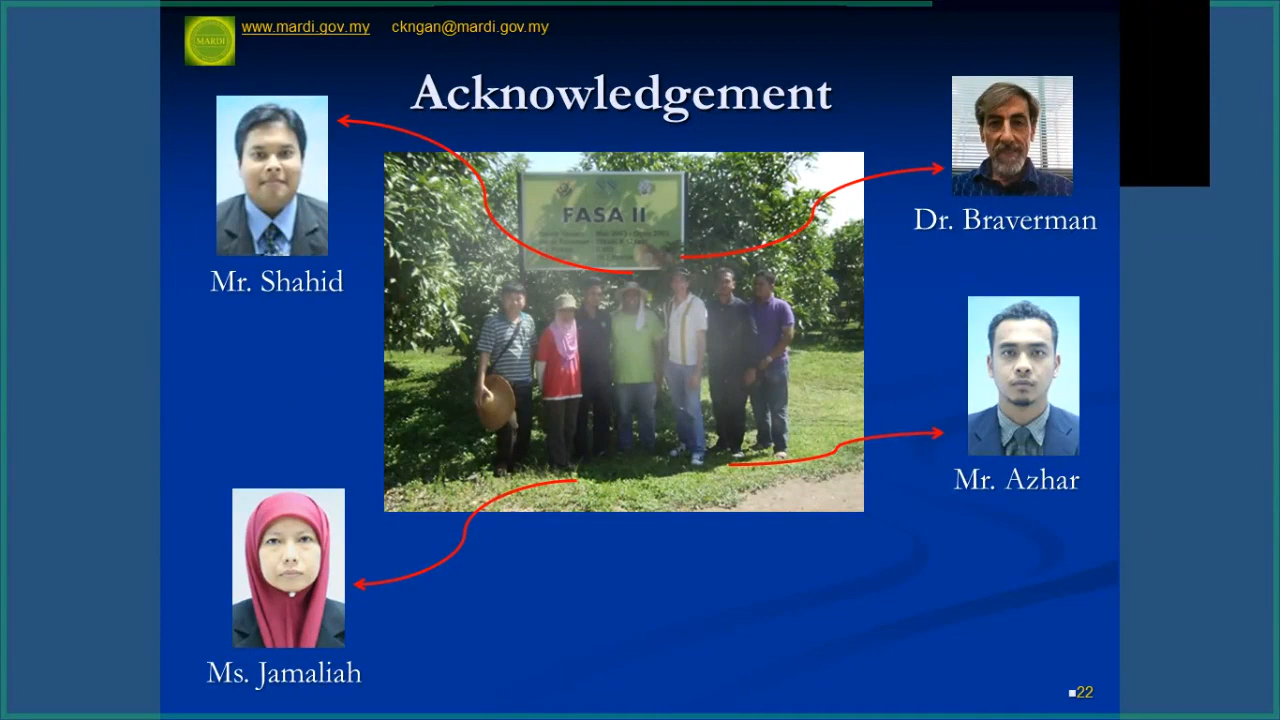 www.mardi.gov.my ckngan@mardi.gov.my
MARDI
Acknowledgement
Dr. Braverman
FASA II
Mr. Shahid
Mr. Azhar
Ms. Jamaliah
22